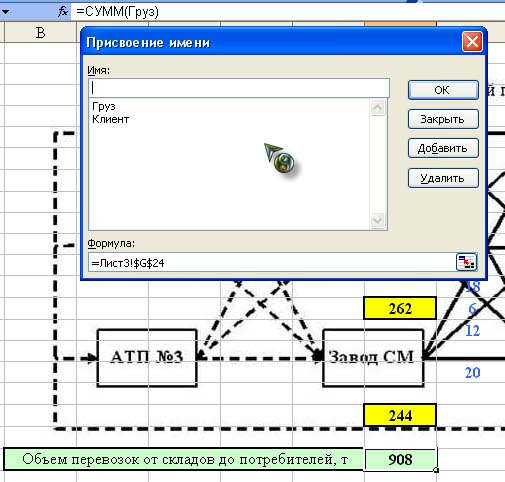 fx =СУММ(Груз)
B
Присвоение имени
Имя:
Груз
Клиент
ОК
Закрыть
Добавить
Удалить
Формула:
=Лист3!$G$24
18
262
6
12
АТП №3
Завод СМ
20
244
Объем перевозок от складов до потребителей, т
908